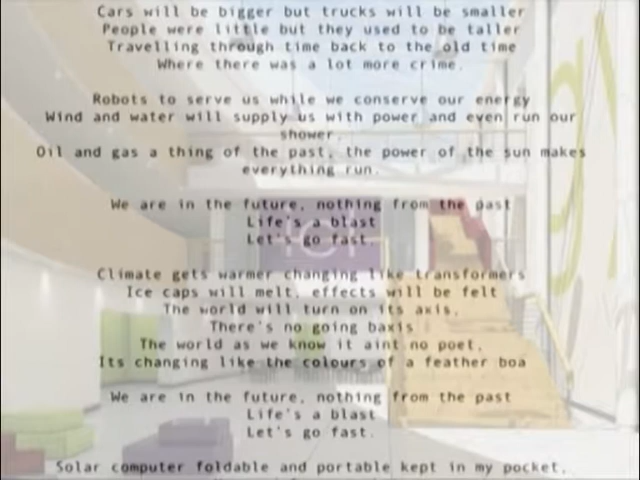 Cars will be bigger but trucks will be smaller
People were little but they used to be taller
Travelling through time back to the old time
Where there was a lot more crime.
Robots to serve us while we conserve our energy
Wind and water will supply us with power and even run our
shower.
Oil and gas a thing of the past, the power of the sun makes
everything run.
We are in the future, nothing from the past
Life's a blast
Let's go fast.
Climate gets warmer changing like transformers
Ice caps will melt, effects will be felt
The world will turn on its axis,
There's no going baxis
The world as we know it aint no poet,
Its changing like the colours of a feather boa
We are in the future, nothing from the past
Life's a blast
Let's go fast.
Solar computer foldable and portable kept in my pocket,